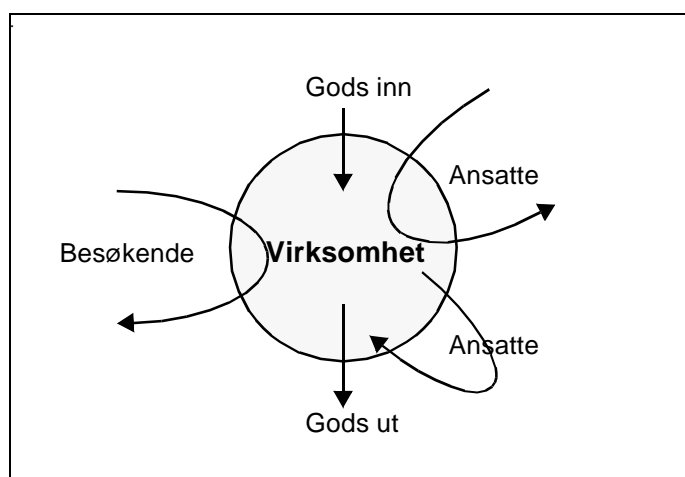 Gods inn
Ansatte
Besøkende
Virksomhet
Ansatte
Gods ut